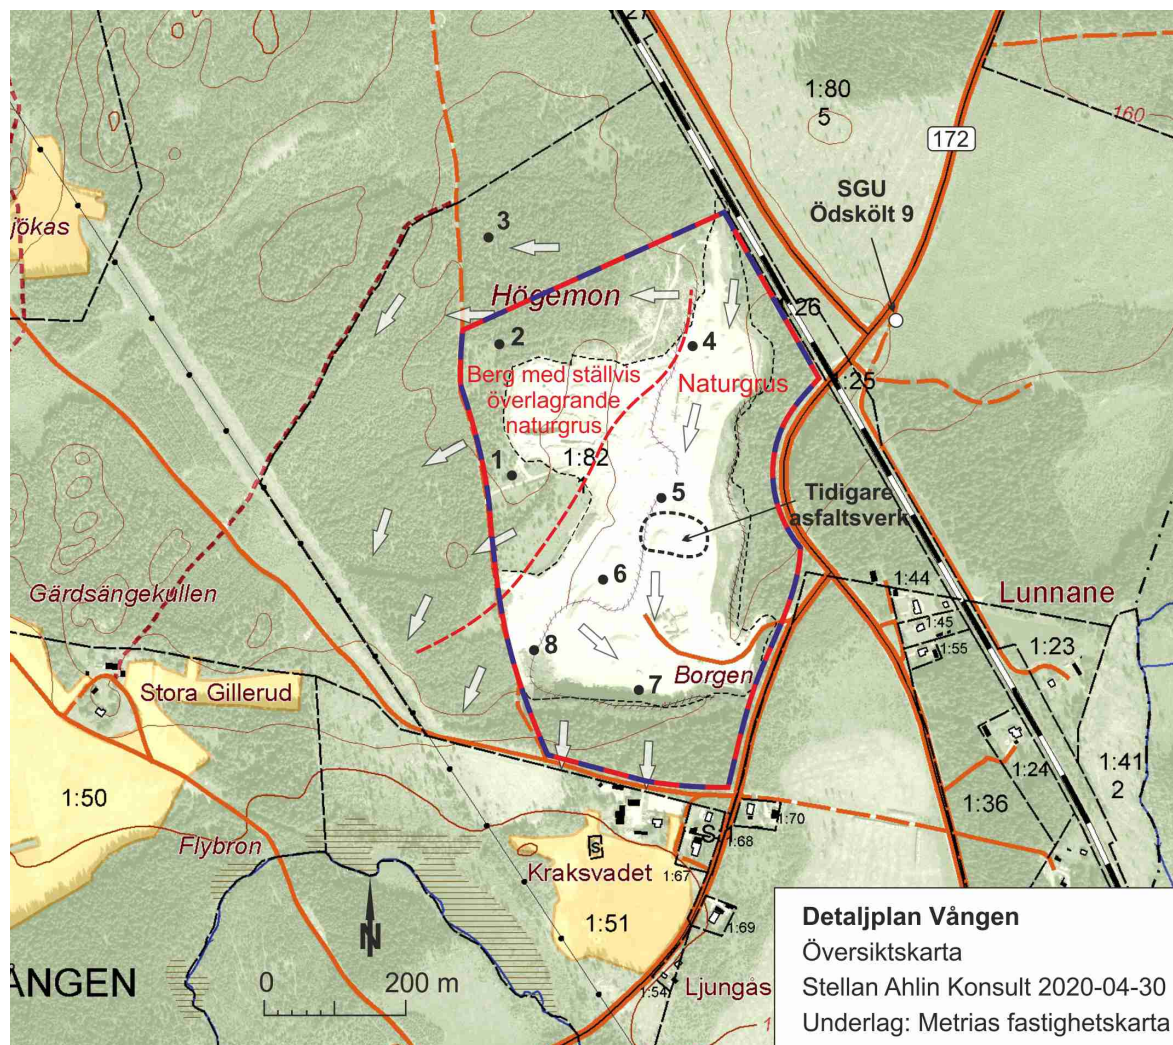 1:27
1:80
5
160
172
SGU
Ödskölt 9
jökas
3
Högemon
1:26
2
4
Berg med ställvis
överlagrande
naturgrus
Naturgrus
1:25
1
1:82
5
Tidigare
asfaltsverk
6
Gärdsängekullen
1:44
Lunnane
1:45
1:23
1:55
8
Stora Gillerud
7
Borgen
1:24
1:41
2
1:50
1:36
1:70
S
1:68
Flybron
S
Kraksvadet
1:67
1:51
1:69
N
ÅNGEN
0
200 m
1:54
Ljungås
1
Detaljplan Vången
Översiktskarta
Stellan Ahlin Konsult 2020-04-30
Underlag: Metrias fastighetskarta